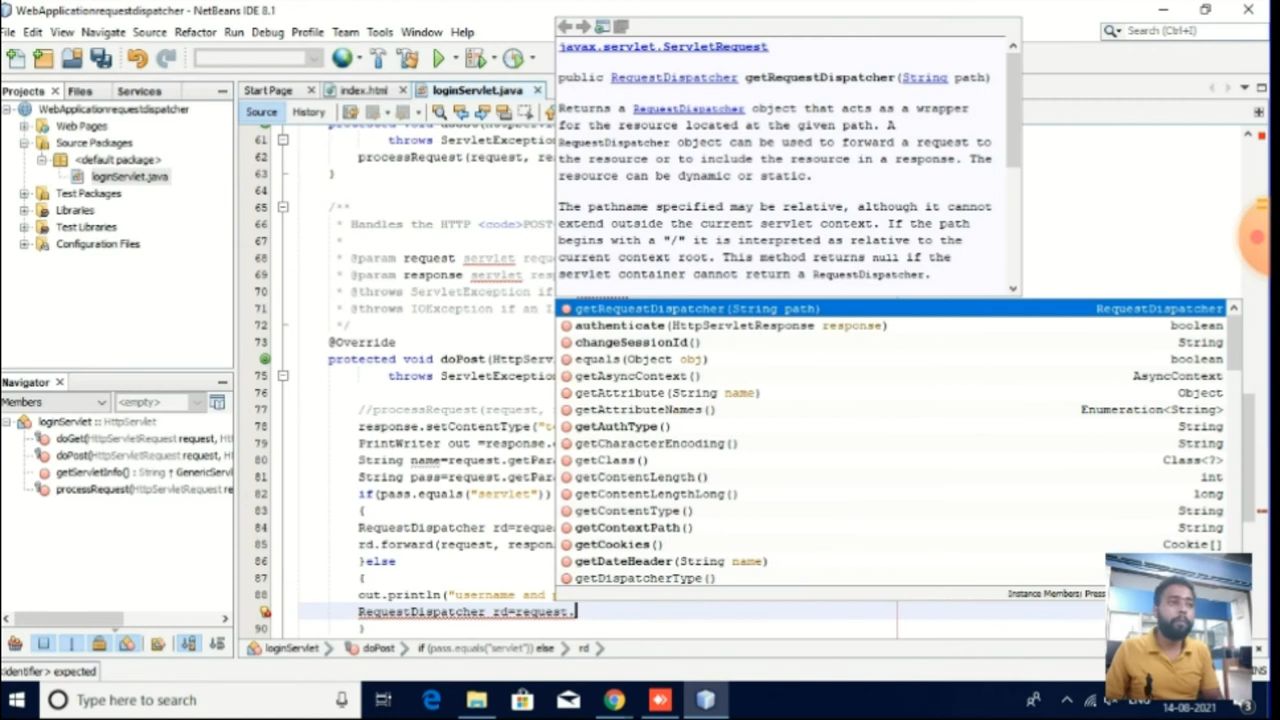 WebApplicationrequestdispatcher - NetBeans IDE 8.1
File Edit View Navigate Source Refactor Run Debug Profile Team Tools Window Help
Search (Ctrl+I)
Projects Files Services
Start Page index.html loginServlet.java
Source History
WebApplicationrequestdispatcher
Web Pages
Source Packages
<default package>
loginServlet.java
Test Packages
Libraries
Test Libraries
Configuration Files
Navigator
Members <empty>
loginServlet :: HttpServlet
doGet(HttpServletRequest request, Ht
doPost(HttpServletRequest request, H
getServletInfo() : String ↑ GenericServl
processRequest(HttpServletRequest re
61 throws ServletException
62 processRequest(request, re
63 }
64
65 /**
66 * Handles the HTTP <code>POST
67 *
68 * @param request servlet requ
69 * @param response servlet res
70 * @throws ServletException if
71 * @throws IOException if an I
72 */
73 @Override
protected void doPost(HttpServ
75 throws ServletException
76
77 //processRequest(request,
78 response.setContentType("t
79 PrintWriter out =response.
80 String name=request.getPar
81 String pass=request.getPar
82 if(pass.equals("servlet"))
83 {
84 RequestDispatcher rd=reque
85 rd.forward(request, respon
86 }else
87 {
88 out.println("username and
RequestDispatcher rd=request.
90 }
javax.servlet.ServletRequest
public RequestDispatcher getRequestDispatcher(String path)
Returns a RequestDispatcher object that acts as a wrapper
for the resource located at the given path. A
RequestDispatcher object can be used to forward a request to
the resource or to include the resource in a response. The
resource can be dynamic or static.
The pathname specified may be relative, although it cannot
extend outside the current servlet context. If the path
begins with a "/" it is interpreted as relative to the
current context root. This method returns null if the
servlet container cannot return a RequestDispatcher.
getRequestDispatcher(String path) RequestDispatcher
authenticate(HttpServletResponse response) boolean
changeSessionId() String
equals(Object obj) boolean
getAsyncContext() AsyncContext
getAttribute(String name) Object
getAttributeNames() Enumeration<String>
getAuthType() String
getCharacterEncoding() String
getClass() Class<?>
getContentLength() int
getContentLengthLong() long
getContentType() String
getContextPath() String
getCookies() Cookie[]
getDateHeader(String name)
getDispatcherType()
Instance Members; Press
loginServlet doPost if (pass.equals("servlet")) else rd
<identifier> expected
Type here to search
14-08-2021